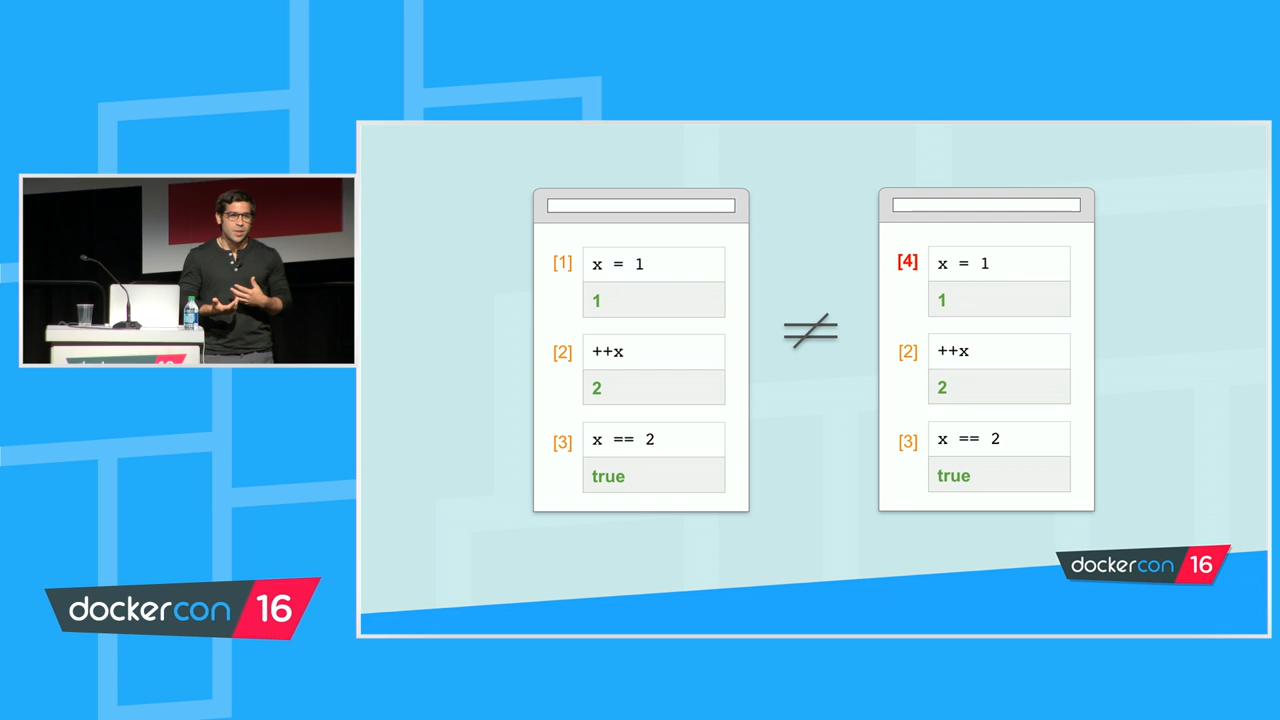 [1] x = 1
1
[2] ++x
2
[3] x == 2
true
≠
[4] x = 1
1
[2] ++x
2
[3] x == 2
true
dockercon 16
dockercon 16